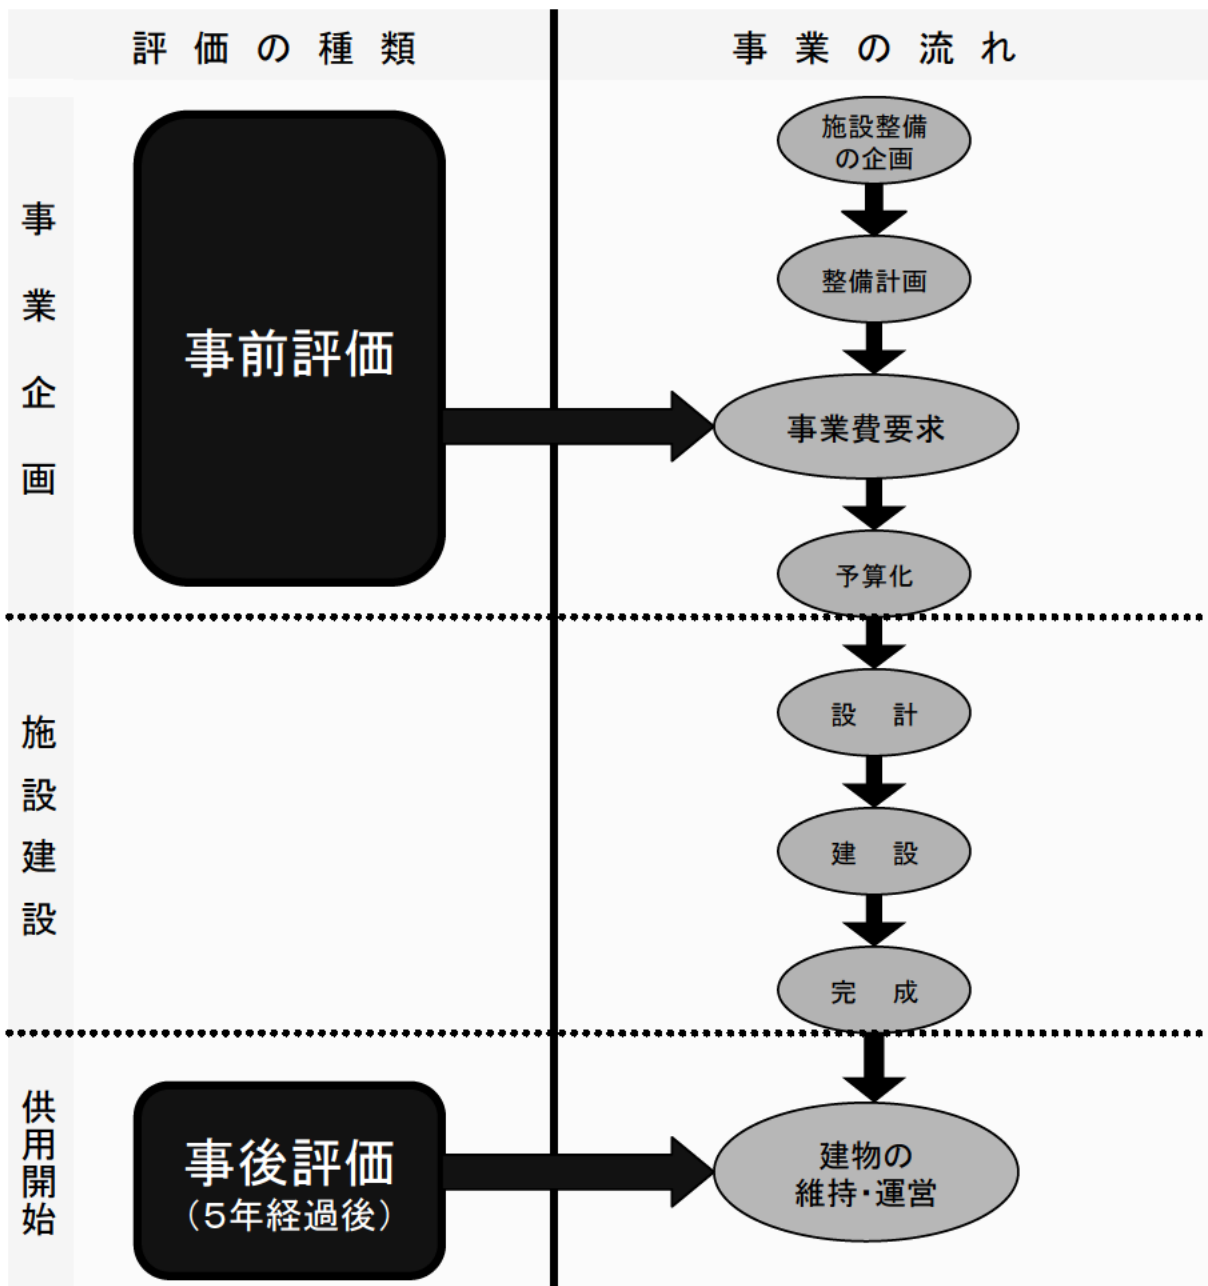 評価の種類
事業の流れ
事業企画
事前評価
施設整備
の企画
整備計画
事業費要求
予算化
施設建設
設　計
建　設
完　成
供用開始
事後評価
（５年経過後）
建物の
維持・運営